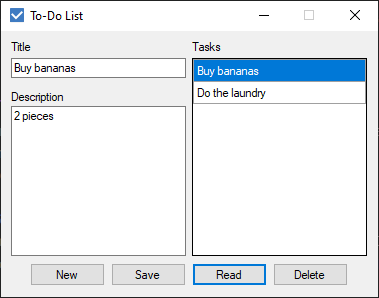 To-Do List
Title
Buy bananas
Description
2 pieces
Tasks
Buy bananas
Do the laundry
New
Save
Read
Delete